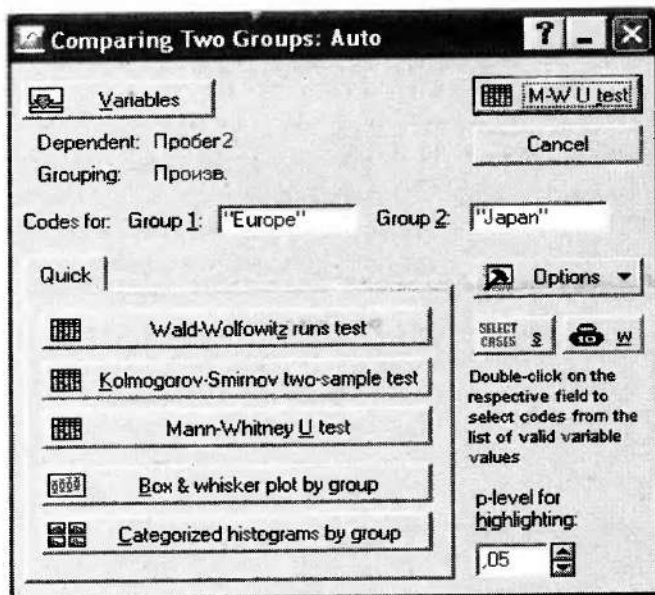 Comparing Two Groups: Auto
Variables
M-W U test
Dependent: Пробег2
Cancel
Grouping: Произв.
Codes for: Group 1: "Europe" Group 2: "Japan"
Quick
Options
Wald-Wolfowitz runs test
SELECT CASES S
W
Kolmogorov-Smirnov two-sample test
Double-click on the
respective field to
select codes from the
list of valid variable
values
Mann-Whitney U test
Box & whisker plot by group
Categorized histograms by group
p-level for
highlighting:
,05